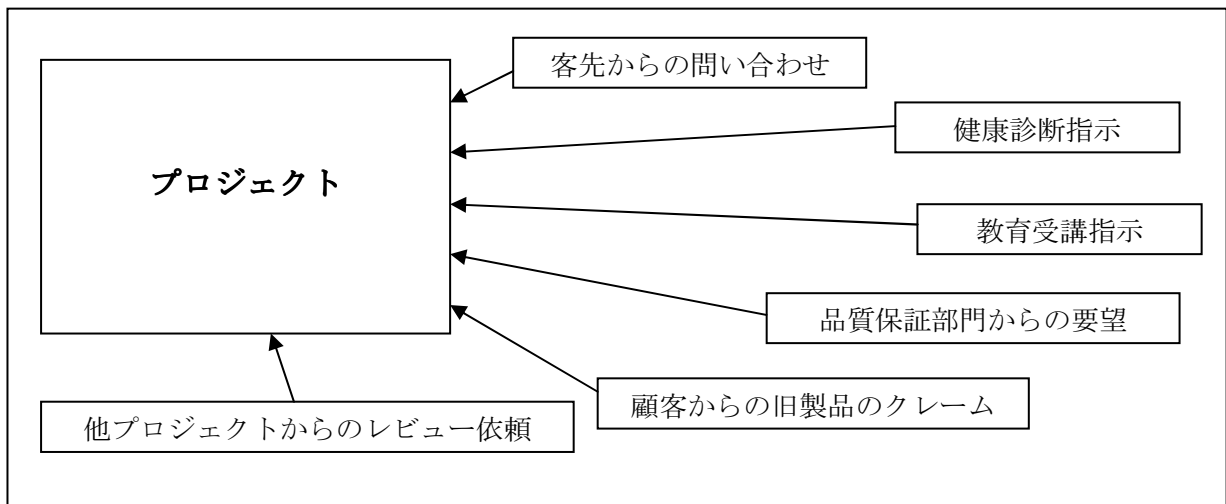 客先からの問い合わせ
健康診断指示
プロジェクト
教育受講指示
品質保証部門からの要望
顧客からの旧製品のクレーム
他プロジェクトからのレビュー依頼